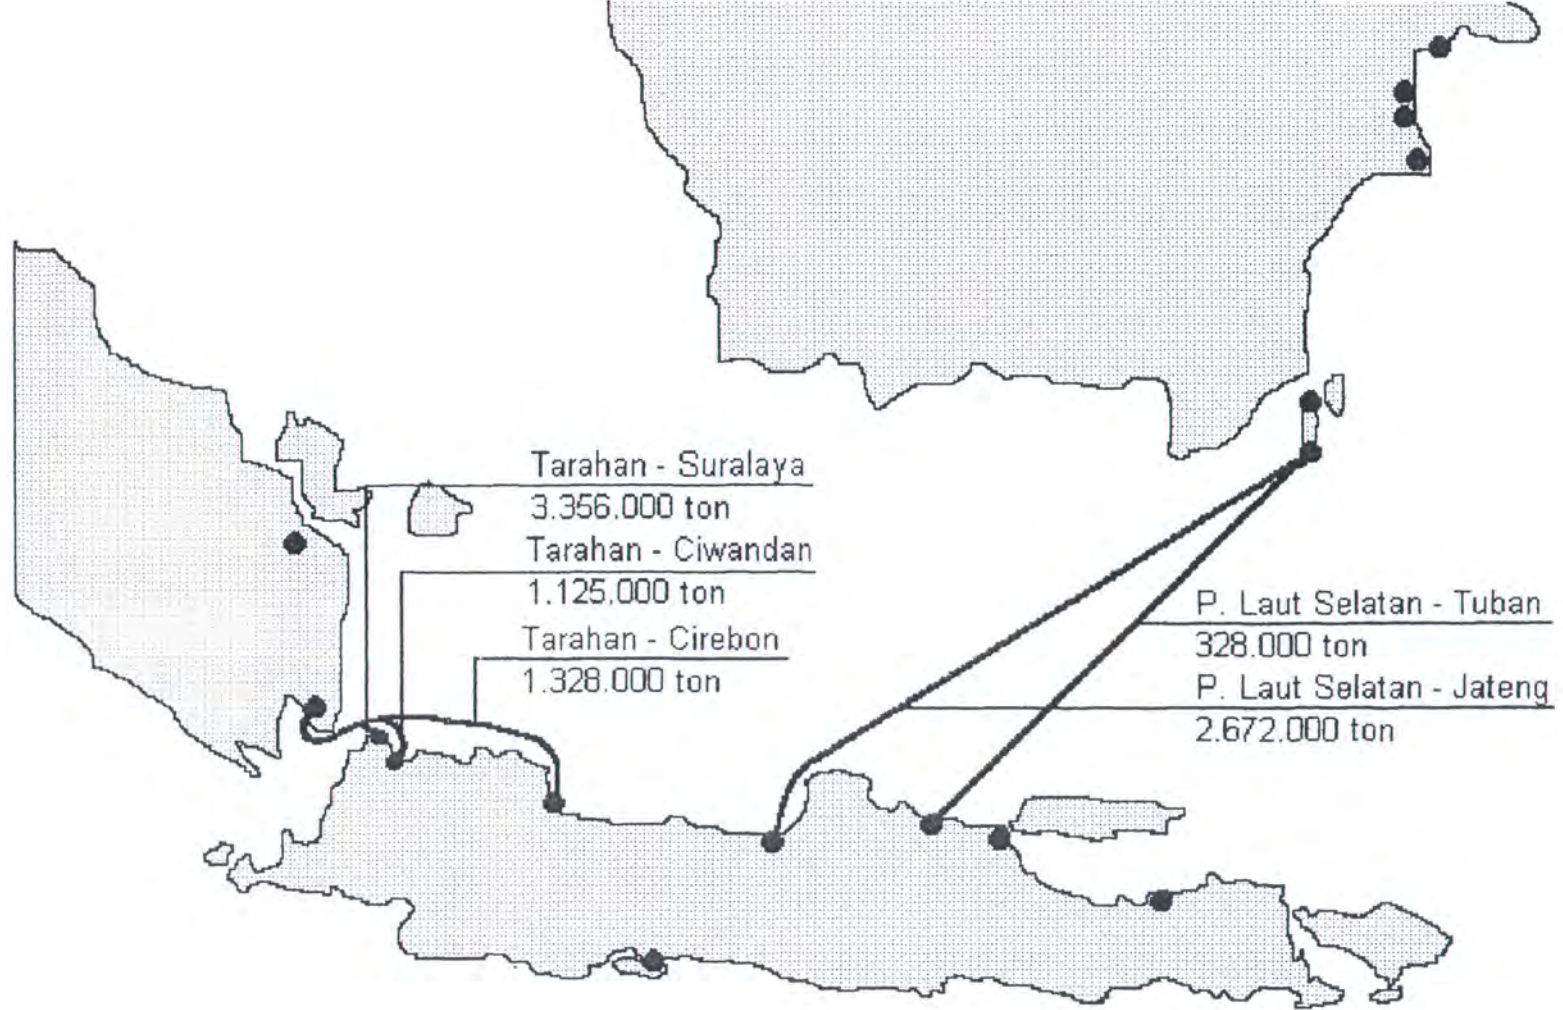 Tarahan - Suralaya
3.356.000 ton
Tarahan - Ciwandan
1.125.000 ton
Tarahan - Cirebon
1.328.000 ton
P. Laut Selatan - Tuban
328.000 ton
P. Laut Selatan - Jateng
2.672.000 ton